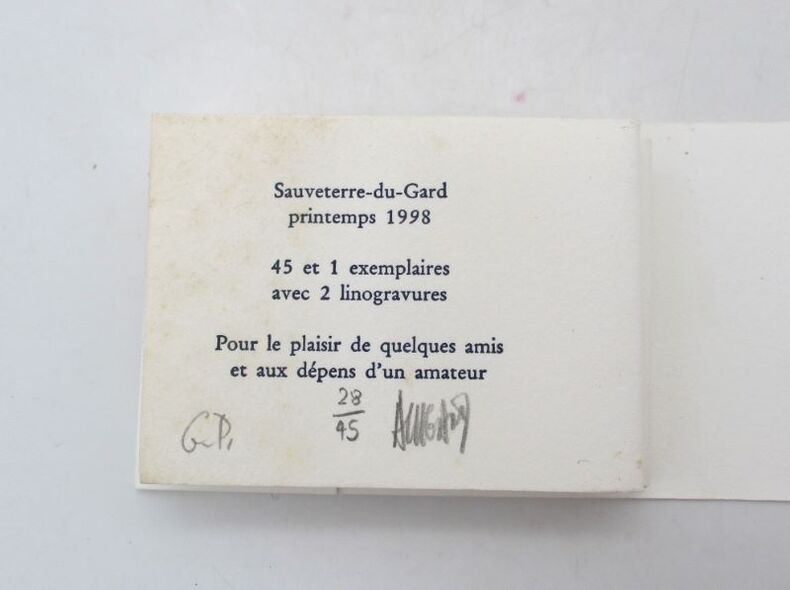 Sauveterre-du-Gard
printemps 1998
45 et 1 exemplaires
avec 2 linogravures
Pour le plaisir de quelques amis
et aux dépens d'un amateur
28
45
G.P.